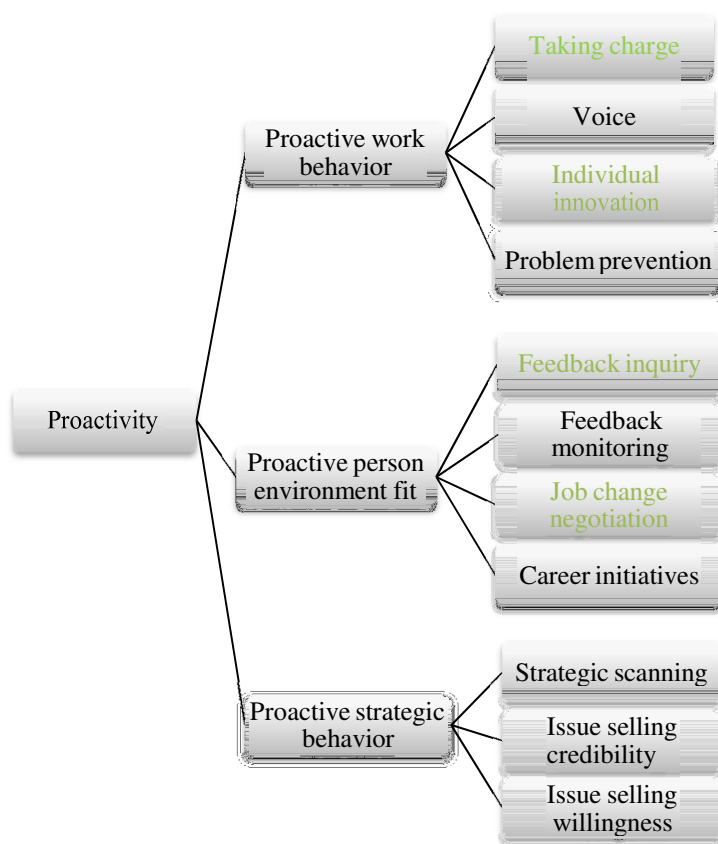 Proactivity
Proactive work
behavior
Taking charge
Voice
Individual
innovation
Problem prevention
Proactive person
environment fit
Feedback inquiry
Feedback
monitoring
Job change
negotiation
Career initiatives
Proactive strategic
behavior
Strategic scanning
Issue selling
credibility
Issue selling
willingness